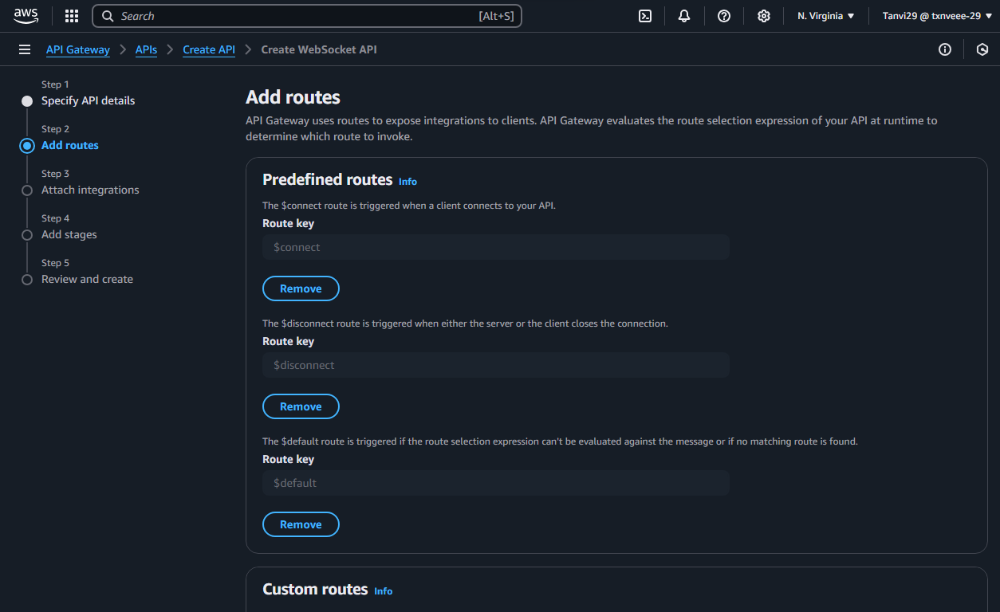 aws
Search [Alt+S]
N. Virginia
Tanvi29 @ txnveee-29
API Gateway > APIs > Create API > Create WebSocket API
Step 1
Specify API details
Step 2
Add routes
Step 3
Attach integrations
Step 4
Add stages
Step 5
Review and create
Add routes
API Gateway uses routes to expose integrations to clients. API Gateway evaluates the route selection expression of your API at runtime to
determine which route to invoke.
Predefined routes Info
The $connect route is triggered when a client connects to your API.
Route key
$connect
Remove
The $disconnect route is triggered when either the server or the client closes the connection.
Route key
$disconnect
Remove
The $default route is triggered if the route selection expression can't be evaluated against the message or if no matching route is found.
Route key
$default
Remove
Custom routes Info